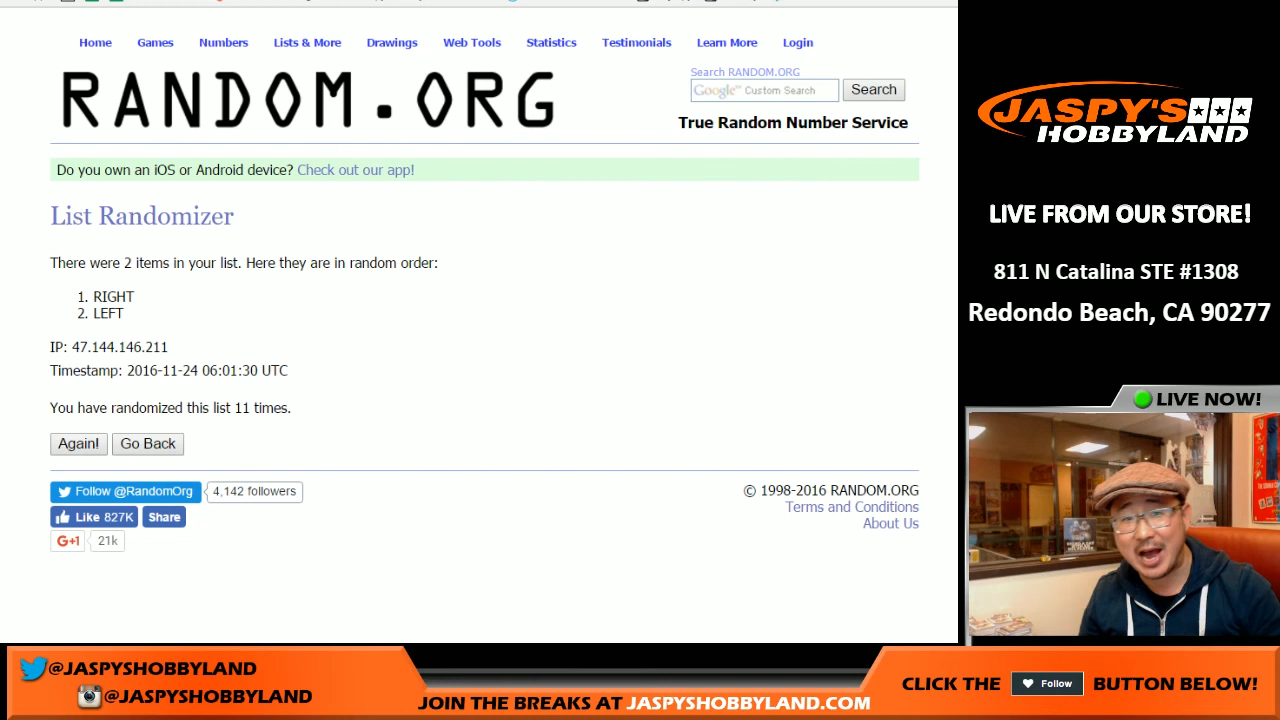 Home Games Numbers Lists & More Drawings Web Tools Statistics Testimonials Learn More Login
RANDOM.ORG
Search RANDOM.ORG
Google™ Custom Search Search
True Random Number Service
Do you own an iOS or Android device? Check out our app!
List Randomizer
There were 2 items in your list. Here they are in random order:
1. RIGHT
2. LEFT
IP: 47.144.146.211
Timestamp: 2016-11-24 06:01:30 UTC
You have randomized this list 11 times.
Again! Go Back
Follow @RandomOrg 4,142 followers
Like 827K Share
G+1 21k
© 1998-2016 RANDOM.ORG
Terms and Conditions
About Us
JASPY'S
HOBBYLAND
LIVE FROM OUR STORE!
811 N Catalina STE #1308
Redondo Beach, CA 90277
LIVE NOW!
@JASPYSHOBBYLAND
@JASPYSHOBBYLAND
JOIN THE BREAKS AT JASPYSHOBBYLAND.COM
CLICK THE Follow BUTTON BELOW!